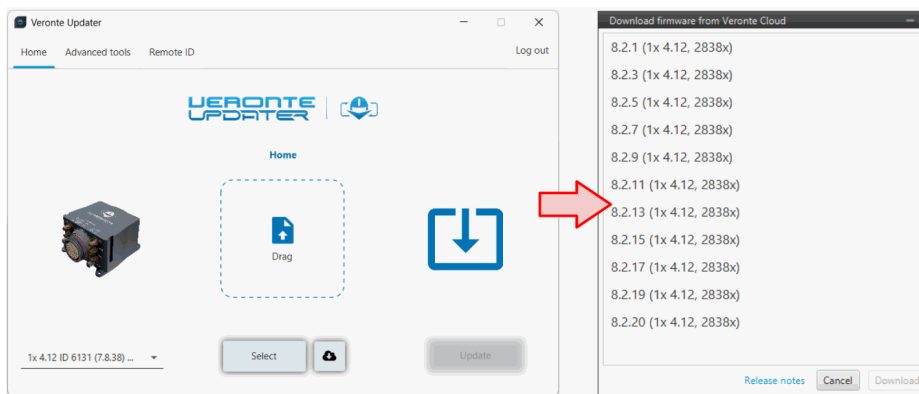 Veronte Updater
Home Advanced tools Remote ID Log out
VERONTE
UPDATER
Home
Drag
1x 4.12 ID 6131 (7.8.38) ...
Select
Update
Download firmware from Veronte Cloud
8.2.1 (1x 4.12, 2838x)
8.2.3 (1x 4.12, 2838x)
8.2.5 (1x 4.12, 2838x)
8.2.7 (1x 4.12, 2838x)
8.2.9 (1x 4.12, 2838x)
8.2.11 (1x 4.12, 2838x)
8.2.13 (1x 4.12, 2838x)
8.2.15 (1x 4.12, 2838x)
8.2.17 (1x 4.12, 2838x)
8.2.19 (1x 4.12, 2838x)
8.2.20 (1x 4.12, 2838x)
Release notes Cancel Download